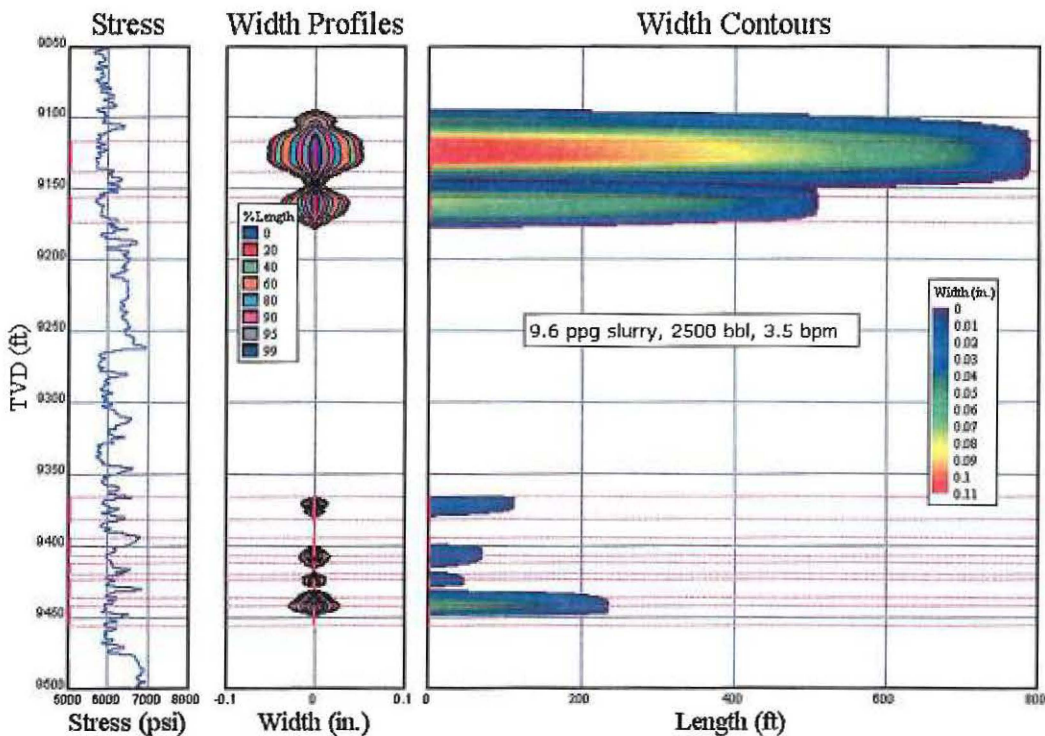 Stress
Width Profiles
Width Contours
TVD (ft)
9050
9100
9150
9200
9250
9300
9350
9400
9450
9500
5000 6000 7000 8000
Stress (psi)
%Length
0
20
40
60
80
90
95
99
-0.1 0 0.1
Width (in.)
9.6 ppg slurry, 2500 bbl, 3.5 bpm
Width (in.)
0
0.01
0.02
0.03
0.04
0.05
0.06
0.07
0.08
0.09
0.1
0.11
0 200 400 600 800
Length (ft)